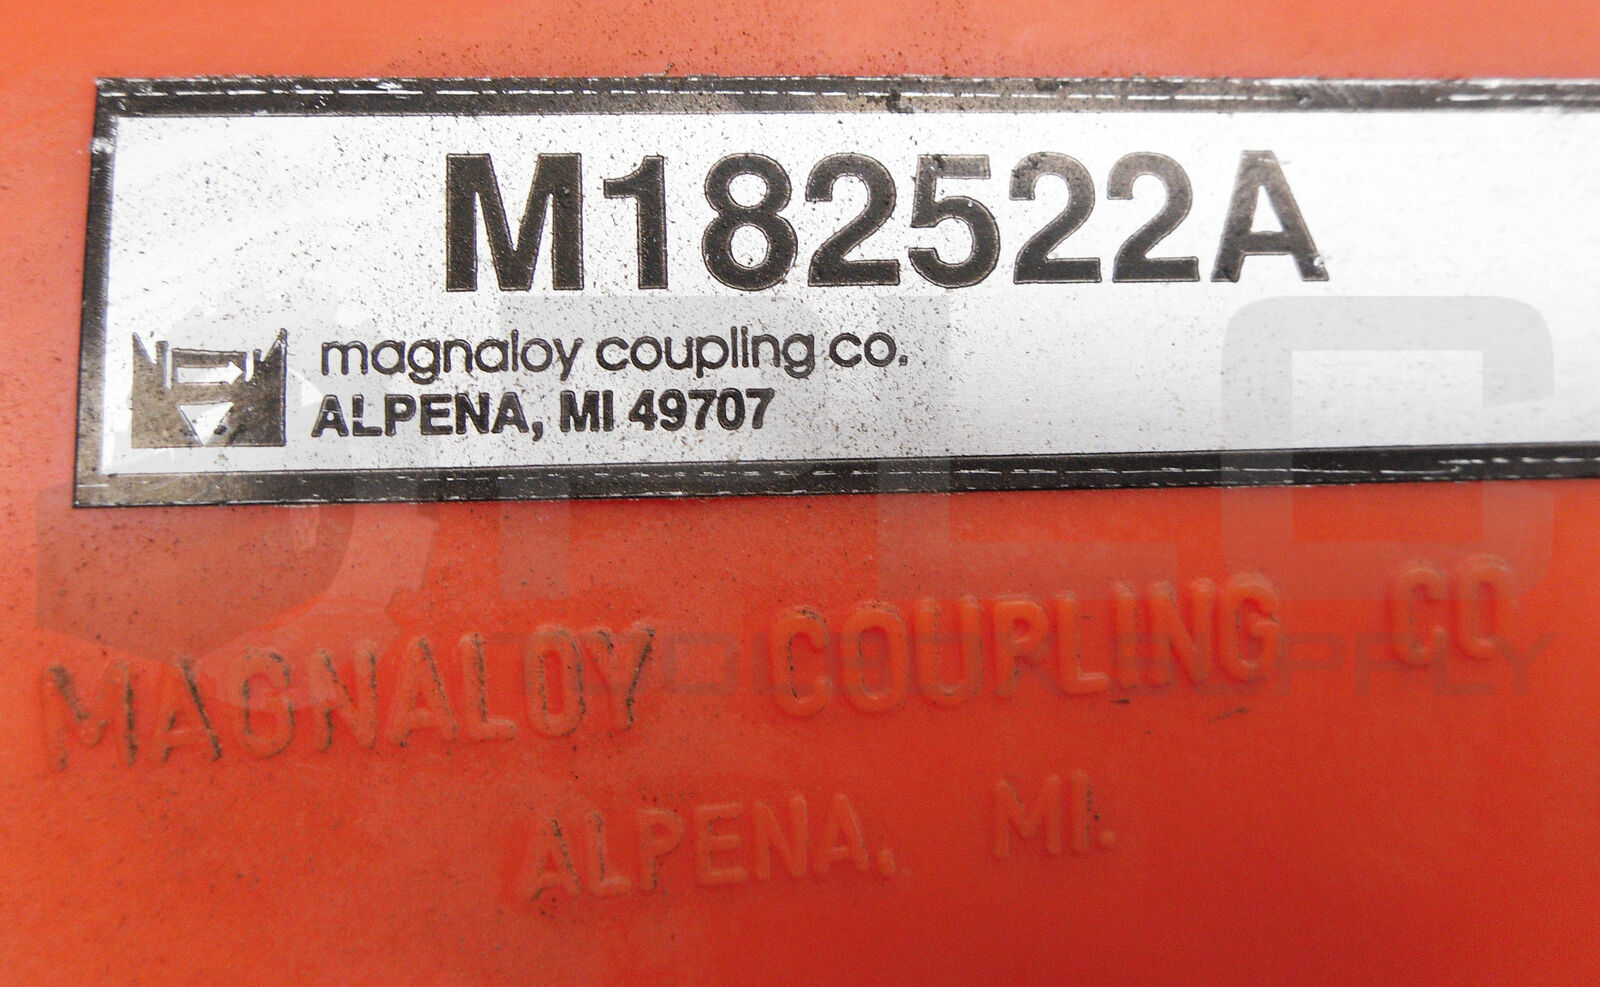 M182522A
magnaloy coupling co.
ALPENA, MI 49707
MAGNALOY COUPLING CO
ALPENA, MI.